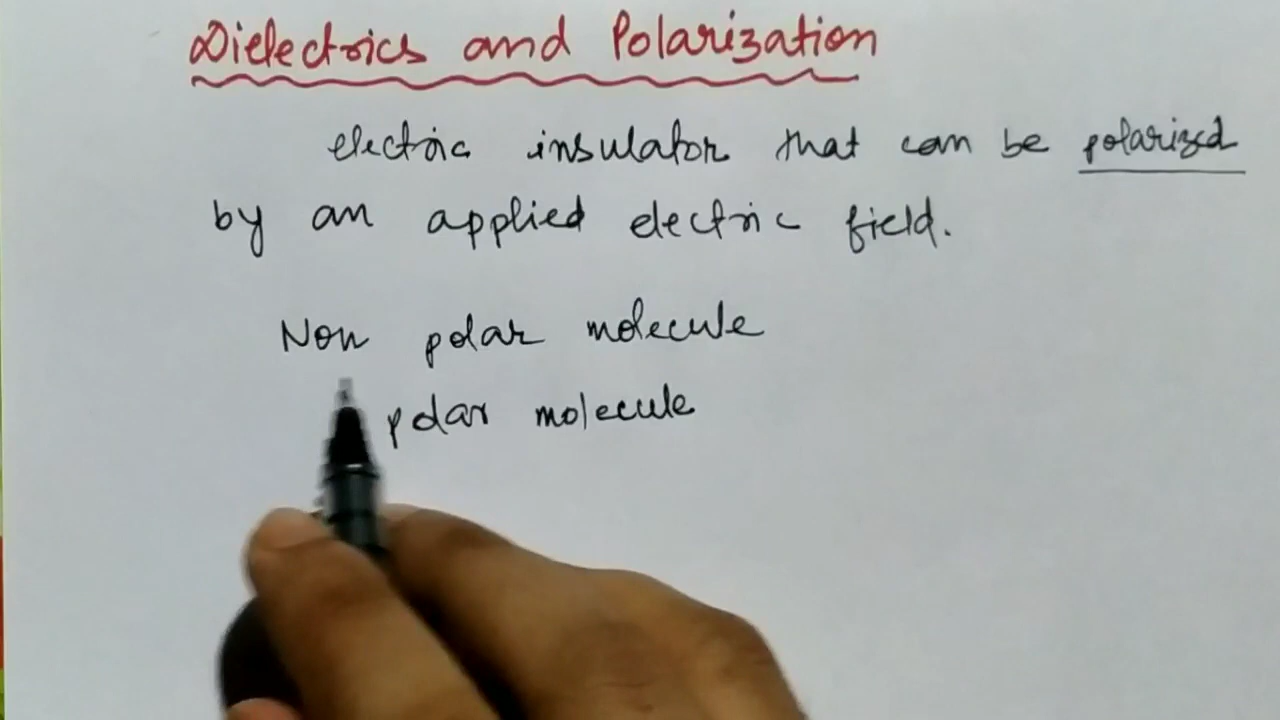 Dielectrics and Polarization
electric insulator that can be polarized
by an applied electric field.
Non polar molecule
polar molecule